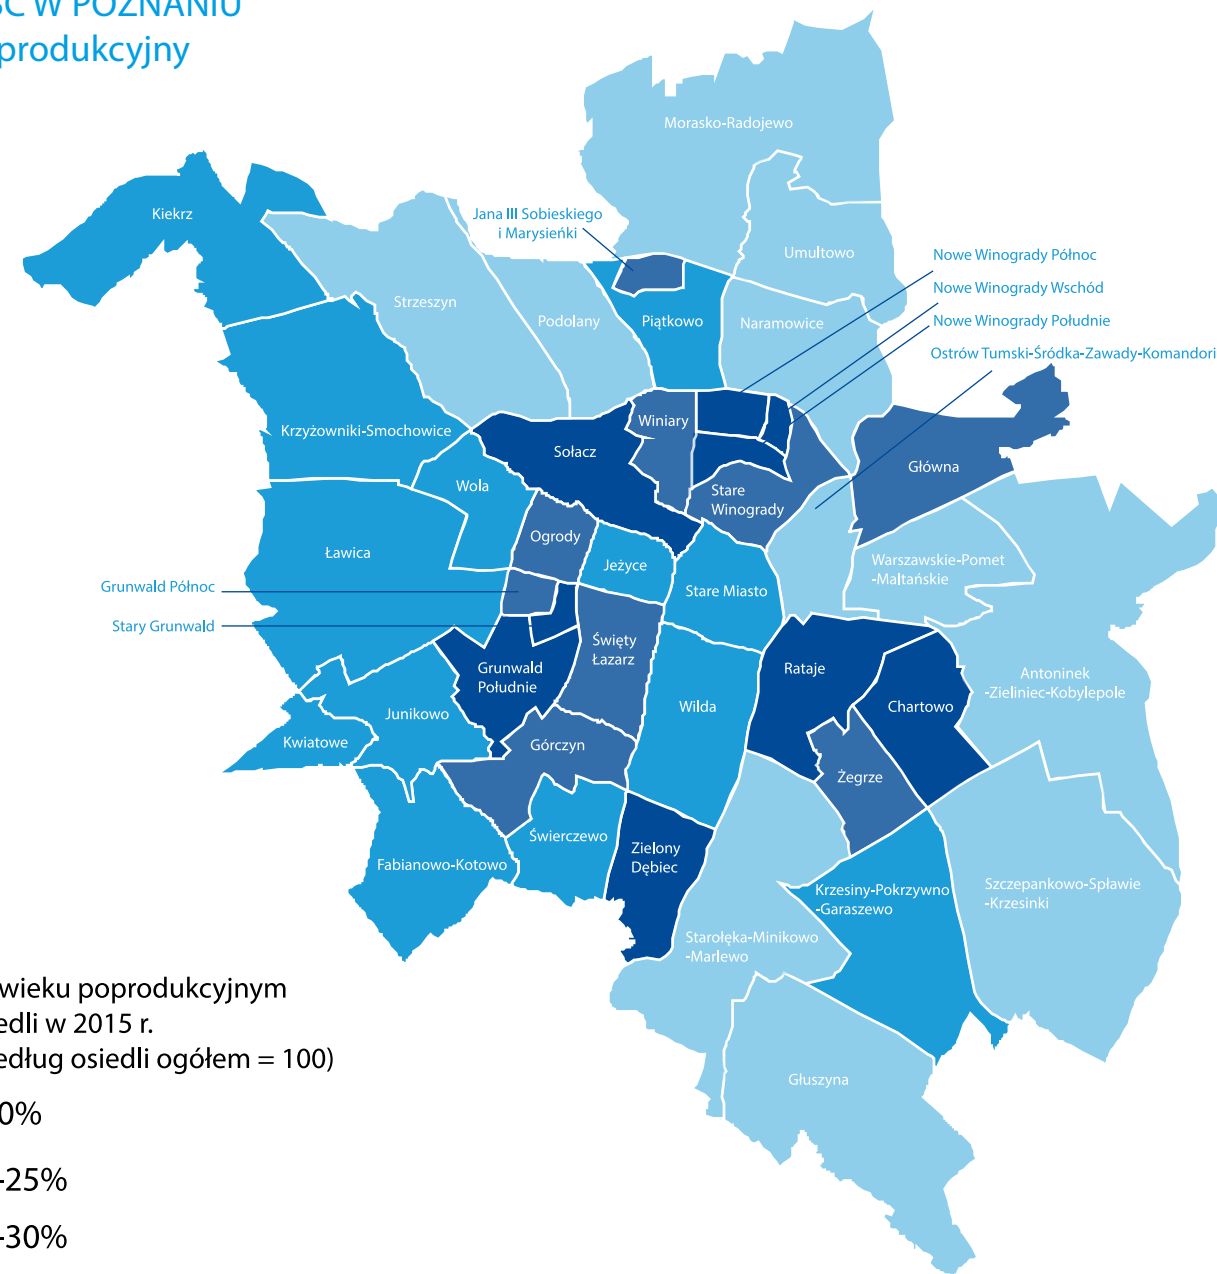 ŚĆ W POZNANIU
produkcyjny
Morasko-Radojewo
Kiekrz
Jana III Sobieskiego
i Marysieńki
Umultowo
Nowe Winogrady Północ
Nowe Winogrady Wschód
Nowe Winogrady Południe
Strzeszyn
Podolany
Piątkowo
Naramowice
Ostrów Tumski-Śródka-Zawady-Komandori
Krzyżowniki-Smochowice
Winiary
Sołacz
Główna
Wola
Stare
Winogrady
Ogrody
Ławica
Jeżyce
Warszawskie-Pomet
-Maltańskie
Grunwald Północ
Stare Miasto
Stary Grunwald
Święty
Łazarz
Grunwald
Południe
Rataje
Antoninek
-Zieliniec-Kobylepole
Junikowo
Wilda
Chartowo
Kwiatowe
Górczyn
Żegrze
Świerczewo
Zielony
Dębiec
Fabianowo-Kotowo
Krzesiny-Pokrzywno
-Garaszewo
Szczepankowo-Spławie
-Krzesinki
Starołęka-Minikowo
-Marlewo
Głuszyna
wieku poprodukcyjnym
edli w 2015 r.
edług osiedli ogółem = 100)
0%
-25%
-30%